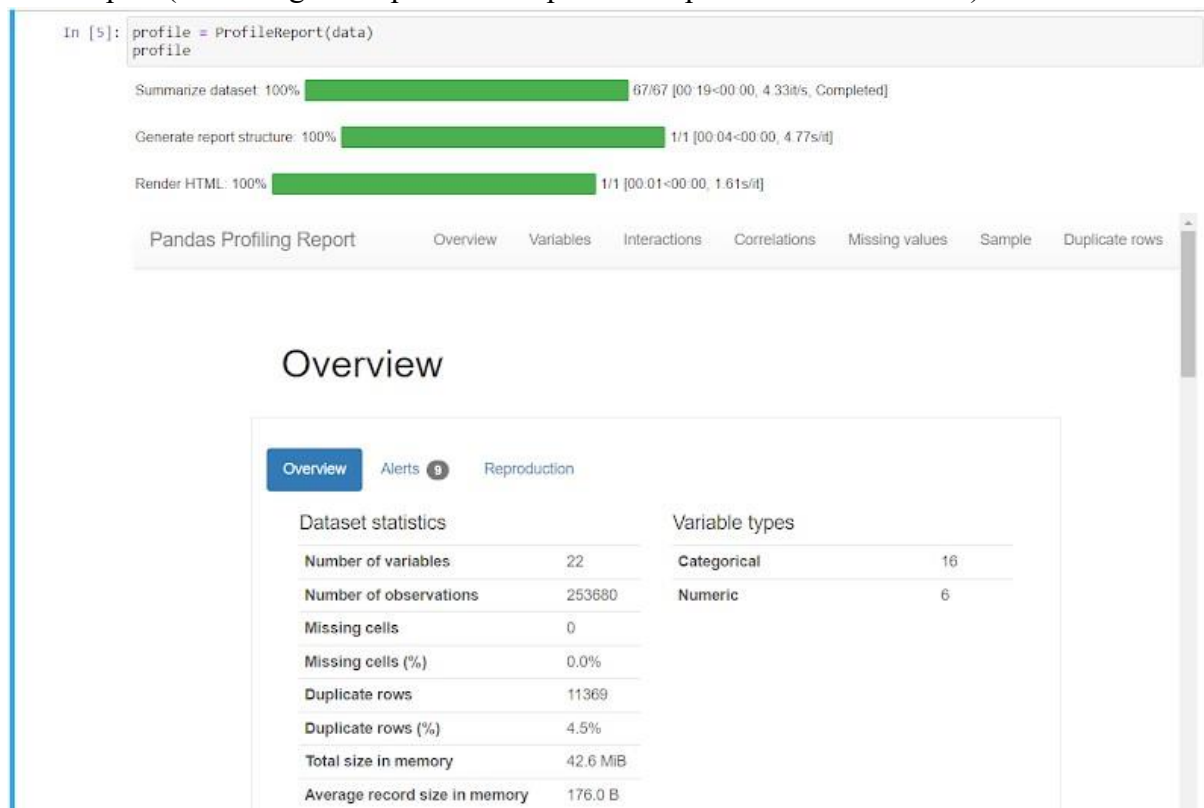 In [5]: profile = ProfileReport(data)
profile
Summarize dataset: 100% 67/67 [00:19<00:00, 4.33it/s, Completed]
Generate report structure: 100% 1/1 [00:04<00:00, 4.77s/it]
Render HTML: 100% 1/1 [00:01<00:00, 1.61s/it]
Pandas Profiling Report Overview Variables Interactions Correlations Missing values Sample Duplicate rows
Overview
Overview Alerts 9 Reproduction
Dataset statistics Variable types
Number of variables 22 Categorical 16
Number of observations 253680 Numeric 6
Missing cells 0
Missing cells (%) 0.0%
Duplicate rows 11369
Duplicate rows (%) 4.5%
Total size in memory 42.6 MiB
Average record size in memory 176.0 B